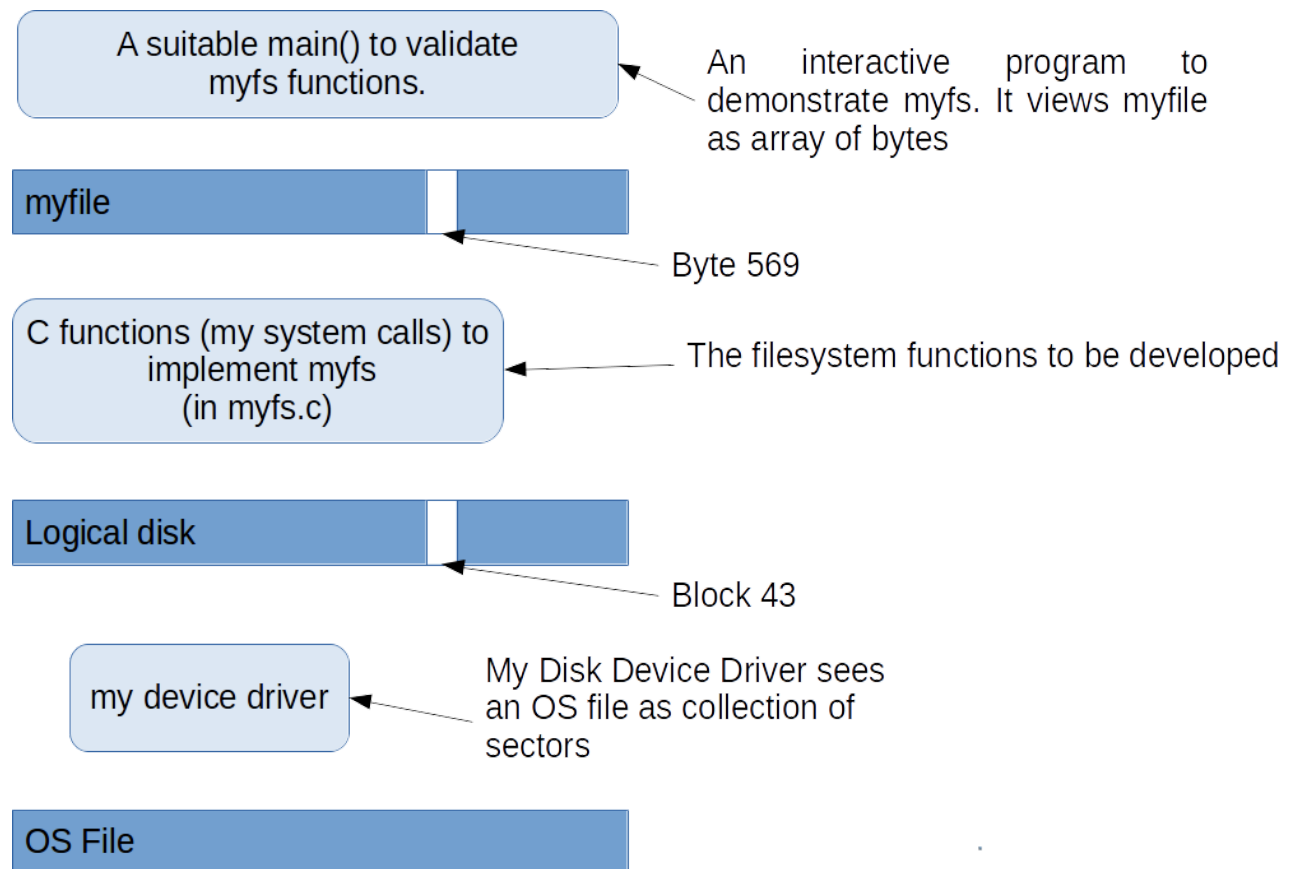 A suitable main() to validate
myfs functions.
An interactive program to
demonstrate myfs. It views myfile
as array of bytes
myfile
Byte 569
C functions (my system calls) to
implement myfs
(in myfs.c)
The filesystem functions to be developed
Logical disk
Block 43
my device driver
My Disk Device Driver sees
an OS file as collection of
sectors
OS File